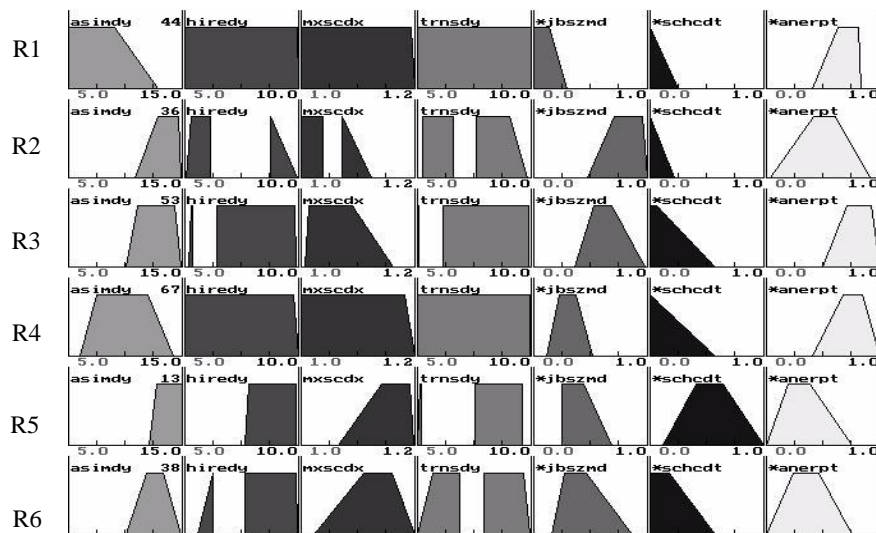 R1 asimdy 44 hiredy mxscdx trnsdy *jbszmd *schcdt *anerpt
5.0 15.0 5.0 10.0 1.0 1.2 5.0 10.0 0.0 1.0 0.0 1.0 0.0 1.0
R2 asimdy 36 hiredy mxscdx trnsdy *jbszmd *schcdt *anerpt
5.0 15.0 5.0 10.0 1.0 1.2 5.0 10.0 0.0 1.0 0.0 1.0 0.0 1.0
R3 asimdy 53 hiredy mxscdx trnsdy *jbszmd *schcdt *anerpt
5.0 15.0 5.0 10.0 1.0 1.2 5.0 10.0 0.0 1.0 0.0 1.0 0.0 1.0
R4 asimdy 67 hiredy mxscdx trnsdy *jbszmd *schcdt *anerpt
5.0 15.0 5.0 10.0 1.0 1.2 5.0 10.0 0.0 1.0 0.0 1.0 0.0 1.0
R5 asimdy 13 hiredy mxscdx trnsdy *jbszmd *schcdt *anerpt
5.0 15.0 5.0 10.0 1.0 1.2 5.0 10.0 0.0 1.0 0.0 1.0 0.0 1.0
R6 asimdy 38 hiredy mxscdx trnsdy *jbszmd *schcdt *anerpt